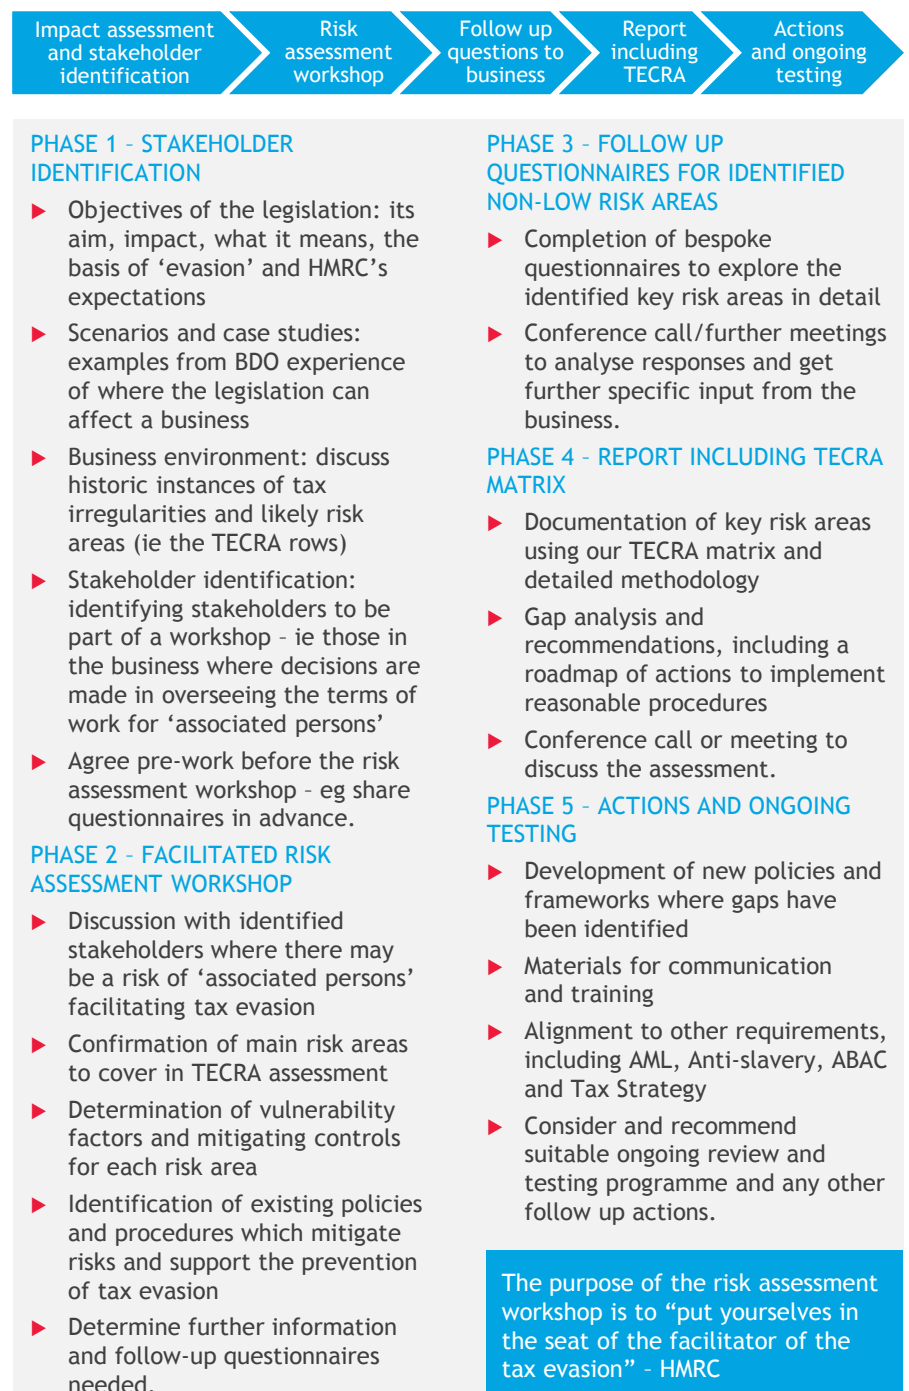 Impact assessment
and stakeholder
identification
Risk
assessment
workshop
Follow up
questions to
business
Report
including
TECRA
Actions
and ongoing
testing
PHASE 1 – STAKEHOLDER
IDENTIFICATION
Objectives of the legislation: its
aim, impact, what it means, the
basis of ‘evasion’ and HMRC’s
expectations
Scenarios and case studies:
examples from BDO experience
of where the legislation can
affect a business
Business environment: discuss
historic instances of tax
irregularities and likely risk
areas (ie the TECRA rows)
Stakeholder identification:
identifying stakeholders to be
part of a workshop – ie those in
the business where decisions are
made in overseeing the terms of
work for ‘associated persons’
Agree pre-work before the risk
assessment workshop – eg share
questionnaires in advance.
PHASE 2 – FACILITATED RISK
ASSESSMENT WORKSHOP
Discussion with identified
stakeholders where there may
be a risk of ‘associated persons’
facilitating tax evasion
Confirmation of main risk areas
to cover in TECRA assessment
Determination of vulnerability
factors and mitigating controls
for each risk area
Identification of existing policies
and procedures which mitigate
risks and support the prevention
of tax evasion
Determine further information
and follow-up questionnaires
needed.
PHASE 3 – FOLLOW UP
QUESTIONNAIRES FOR IDENTIFIED
NON-LOW RISK AREAS
Completion of bespoke
questionnaires to explore the
identified key risk areas in detail
Conference call/further meetings
to analyse responses and get
further specific input from the
business.
PHASE 4 – REPORT INCLUDING TECRA
MATRIX
Documentation of key risk areas
using our TECRA matrix and
detailed methodology
Gap analysis and
recommendations, including a
roadmap of actions to implement
reasonable procedures
Conference call or meeting to
discuss the assessment.
PHASE 5 – ACTIONS AND ONGOING
TESTING
Development of new policies and
frameworks where gaps have
been identified
Materials for communication
and training
Alignment to other requirements,
including AML, Anti-slavery, ABAC
and Tax Strategy
Consider and recommend
suitable ongoing review and
testing programme and any other
follow up actions.
The purpose of the risk assessment
workshop is to “put yourselves in
the seat of the facilitator of the
tax evasion” – HMRC